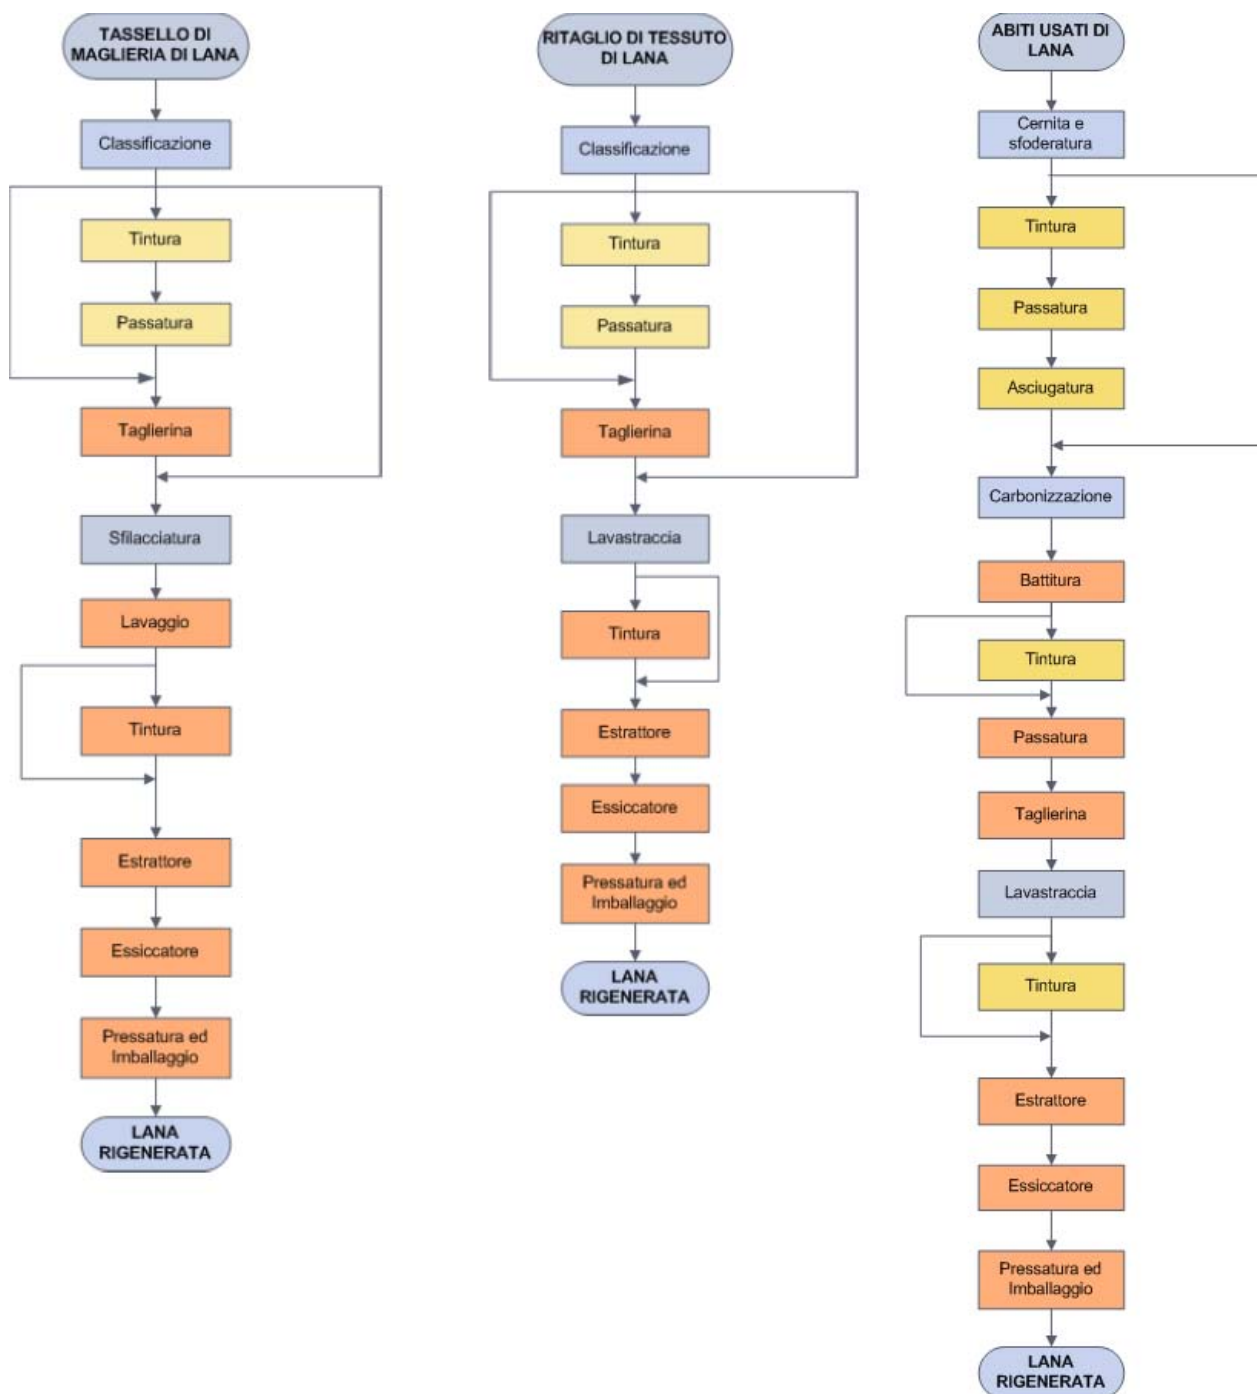 TASSELLO DI
MAGLIERIA DI LANA
Classificazione
Tintura
Passatura
Taglierina
Sfilacciatura
Lavaggio
Tintura
Estrattore
Essiccatore
Pressatura ed
Imballaggio
LANA
RIGENERATA
RITAGLIO DI TESSUTO
DI LANA
Classificazione
Tintura
Passatura
Taglierina
Lavastraccia
Tintura
Estrattore
Essiccatore
Pressatura ed
Imballaggio
LANA
RIGENERATA
ABITI USATI DI
LANA
Cernita e
sfoderatura
Tintura
Passatura
Asciugatura
Carbonizzazione
Battitura
Tintura
Passatura
Taglierina
Lavastraccia
Tintura
Estrattore
Essiccatore
Pressatura ed
Imballaggio
LANA
RIGENERATA